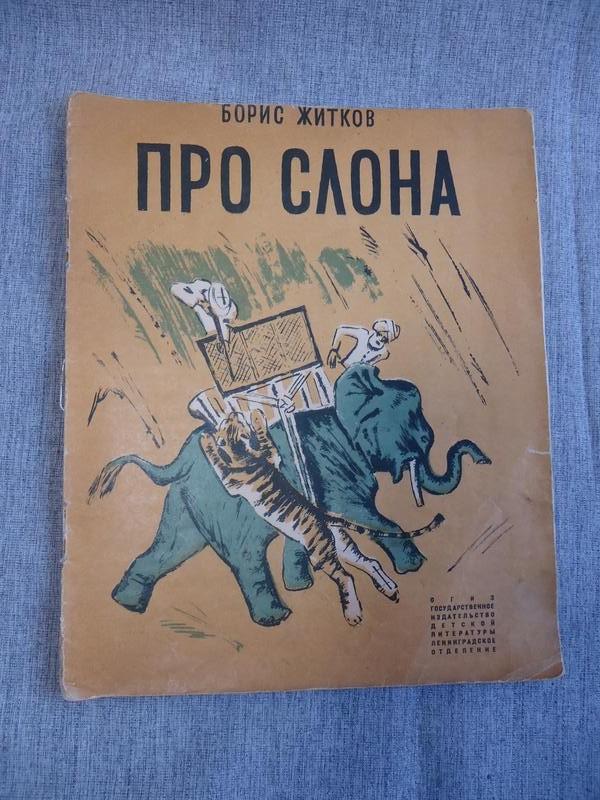 БОРИС ЖИТКОВ
ПРО СЛОНА
ОГИЗ
ГОСУДАРСТВЕННОЕ
ИЗДАТЕЛЬСТВО
ДЕТСКОЙ
ЛИТЕРАТУРЫ
ЛЕНИНГРАДСКОЕ
ОТДЕЛЕНИЕ